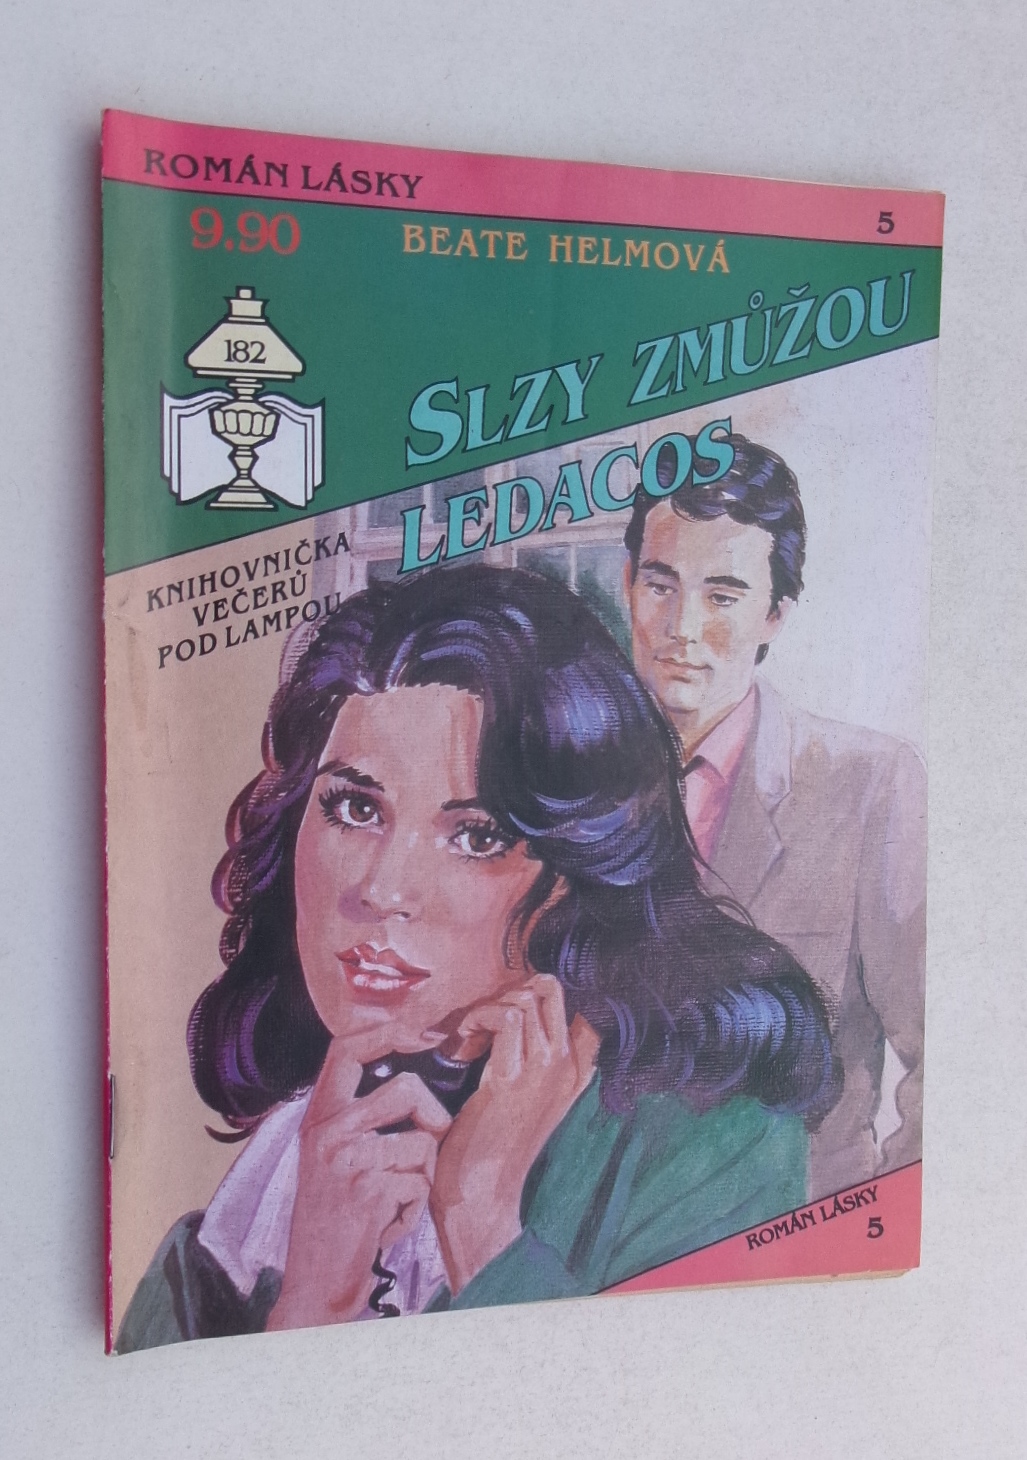 ROMÁN LÁSKY
5
9.90
BEATE HELMOVÁ
182
SLZY ZMŮŽOU
LEDACOS
KNIHOVNIČKA
VEČERŮ
POD LAMPOU
ROMÁN LÁSKY
5